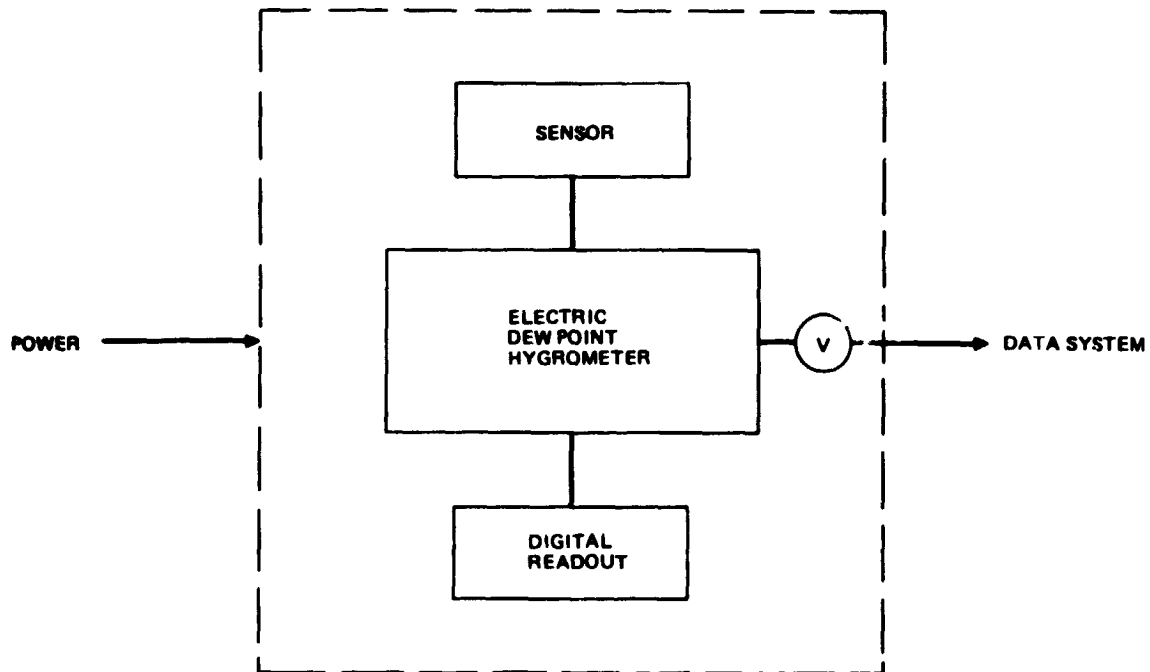 SENSOR
POWER
ELECTRIC
DEW POINT
HYGROMETER
V
DATA SYSTEM
DIGITAL
READOUT